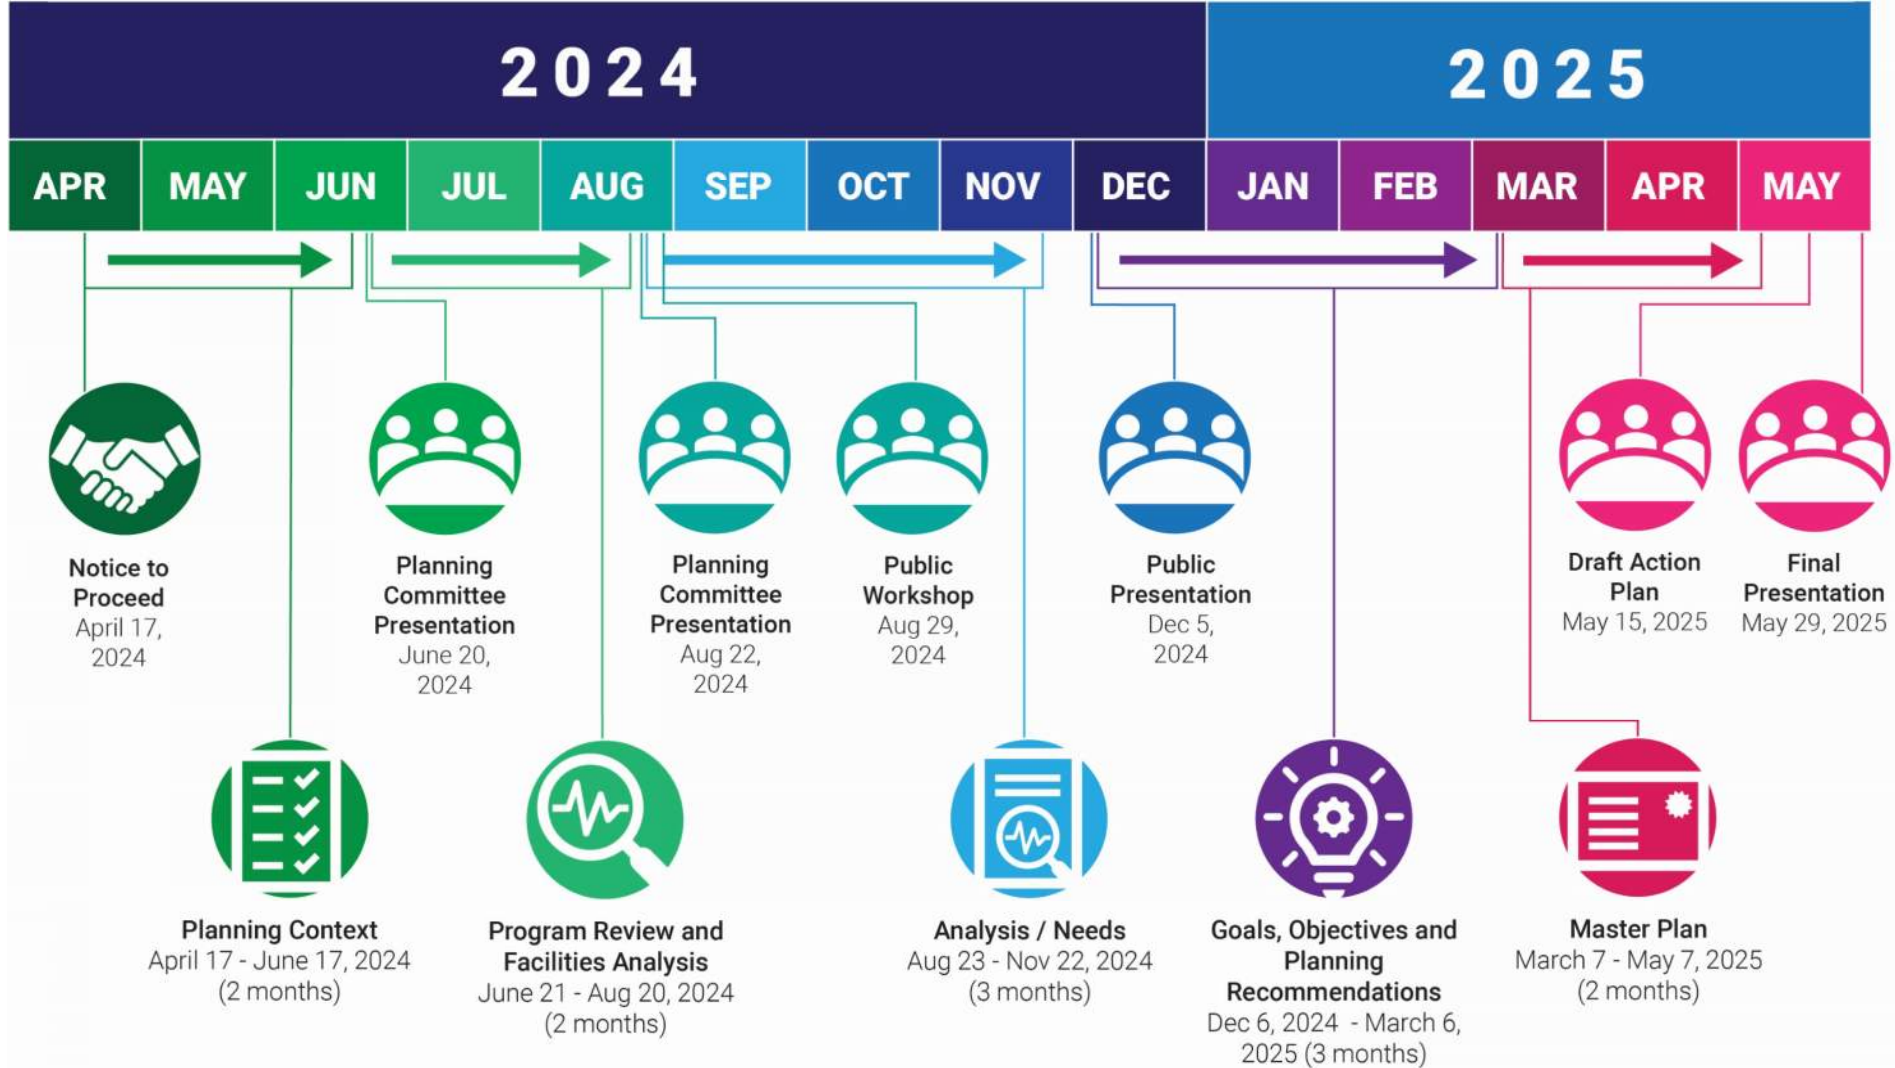 2024
2025
APR
MAY
JUN
JUL
AUG
SEP
OCT
NOV
DEC
JAN
FEB
MAR
APR
MAY
Notice to
Proceed
April 17,
2024
Planning
Committee
Presentation
June 20,
2024
Planning
Committee
Presentation
Aug 22,
2024
Public
Workshop
Aug 29,
2024
Public
Presentation
Dec 5,
2024
Draft Action
Plan
May 15, 2025
Final
Presentation
May 29, 2025
Planning Context
April 17 - June 17, 2024
(2 months)
Program Review and
Facilities Analysis
June 21 - Aug 20, 2024
(2 months)
Analysis / Needs
Aug 23 - Nov 22, 2024
(3 months)
Goals, Objectives and
Planning
Recommendations
Dec 6, 2024 - March 6,
2025 (3 months)
Master Plan
March 7 - May 7, 2025
(2 months)